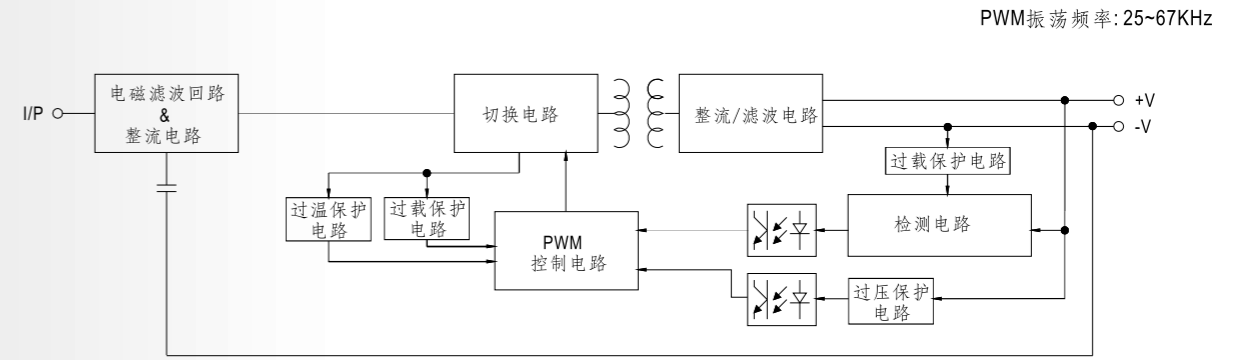 PWM振荡频率: 25~67KHz
I/P
电磁滤波回路
&
整流电路
切换电路
整流/滤波电路
+V
-V
过载保护电路
过温保护
电路
过载保护
电路
PWM
控制电路
检测电路
过压保护
电路